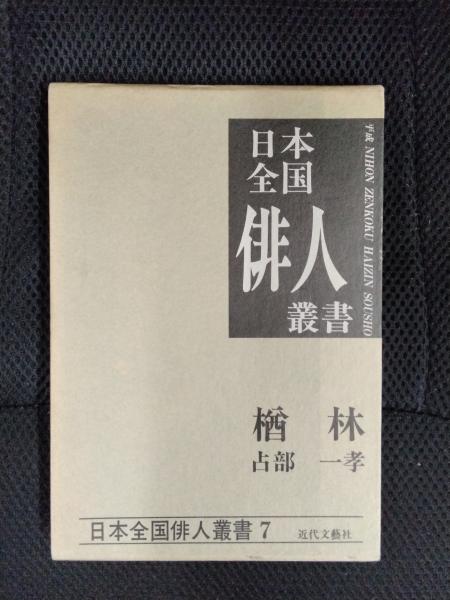 日本
全国
俳人
叢書
平成 NIHON ZENKOKU HAIZIN SOUSHO
楢林
占部 一孝
日本全国俳人叢書7
近代文藝社